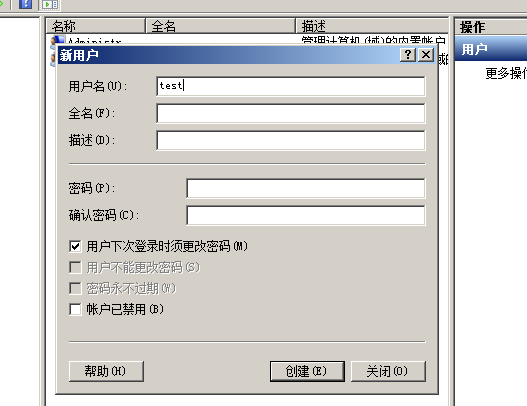 名称 全名 描述 操作
Administr... 管理计算机(域)的内置帐户
新用户
用户
更多操
用户名(U): test
全名(F):
描述(D):
密码(P):
确认密码(C):
用户下次登录时须更改密码(M)
用户不能更改密码(S)
密码永不过期(W)
帐户已禁用(B)
帮助(H) 创建(E) 关闭(O)